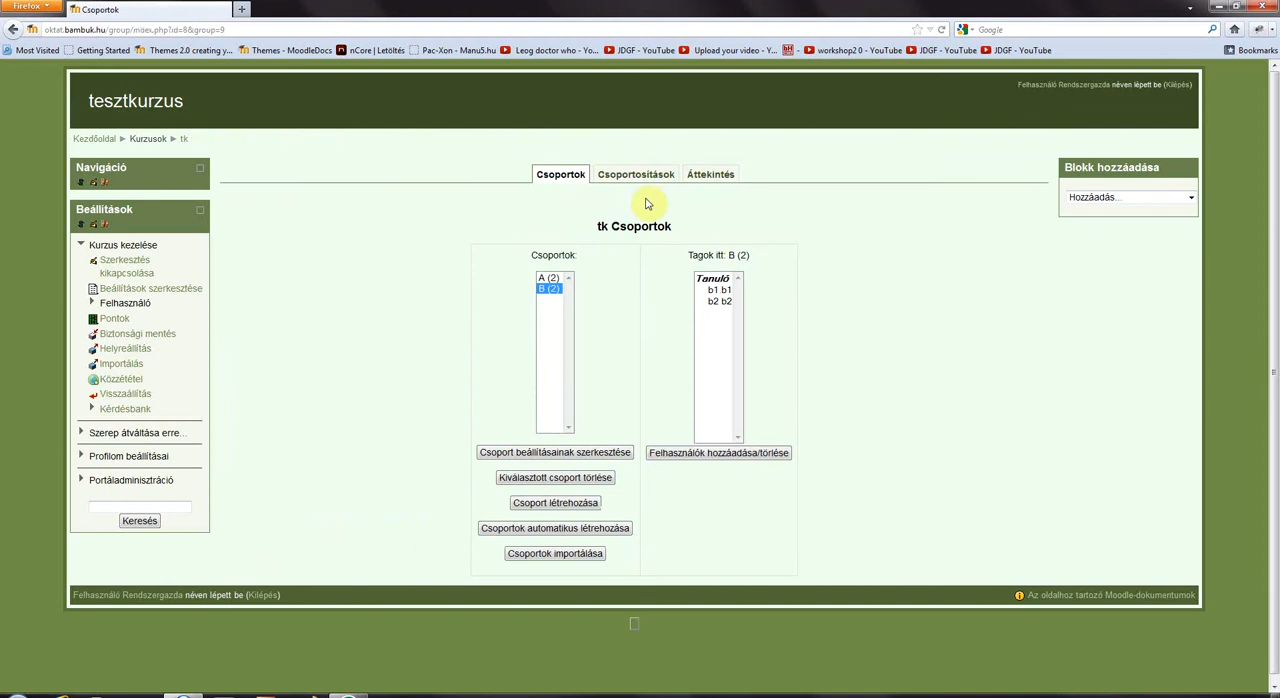 Firefox
Csoportok
oktat.bambuk.hu/group/index.php?id=8&group=9
Google
Most Visited Getting Started Themes 2.0 creating y... Themes - MoodleDocs nCore | Letöltés Pac-Xon - Manu5.hu Leog doctor who - Yo... JDGF - YouTube Upload your video - Y... - workshop2 0 - YouTube JDGF - YouTube JDGF - YouTube Bookmarks
Felhasználó Rendszergazda néven lépett be (Kilépés)
tesztkurzus
Kezdőoldal ► Kurzusok ► tk
Navigáció
Beállítások
Kurzus kezelése
Szerkesztés
kikapcsolása
Beállítások szerkesztése
Felhasználó
Pontok
Biztonsági mentés
Helyreállítás
Importálás
Közzététel
Visszaállítás
Kérdésbank
Szerep átváltása erre...
Profilom beállításai
Portáladminisztráció
Keresés
Csoportok Csoportosítások Áttekintés
tk Csoportok
Csoportok:
A (2)
B (2)
Csoport beállításainak szerkesztése
Kiválasztott csoport törlése
Csoport létrehozása
Csoportok automatikus létrehozása
Csoportok importálása
Tagok itt: B (2)
Tanuló
b1 b1
b2 b2
Felhasználók hozzáadása/törlése
Blokk hozzáadása
Hozzáadás...
Felhasználó Rendszergazda néven lépett be (Kilépés)
Az oldalhoz tartozó Moodle-dokumentumok